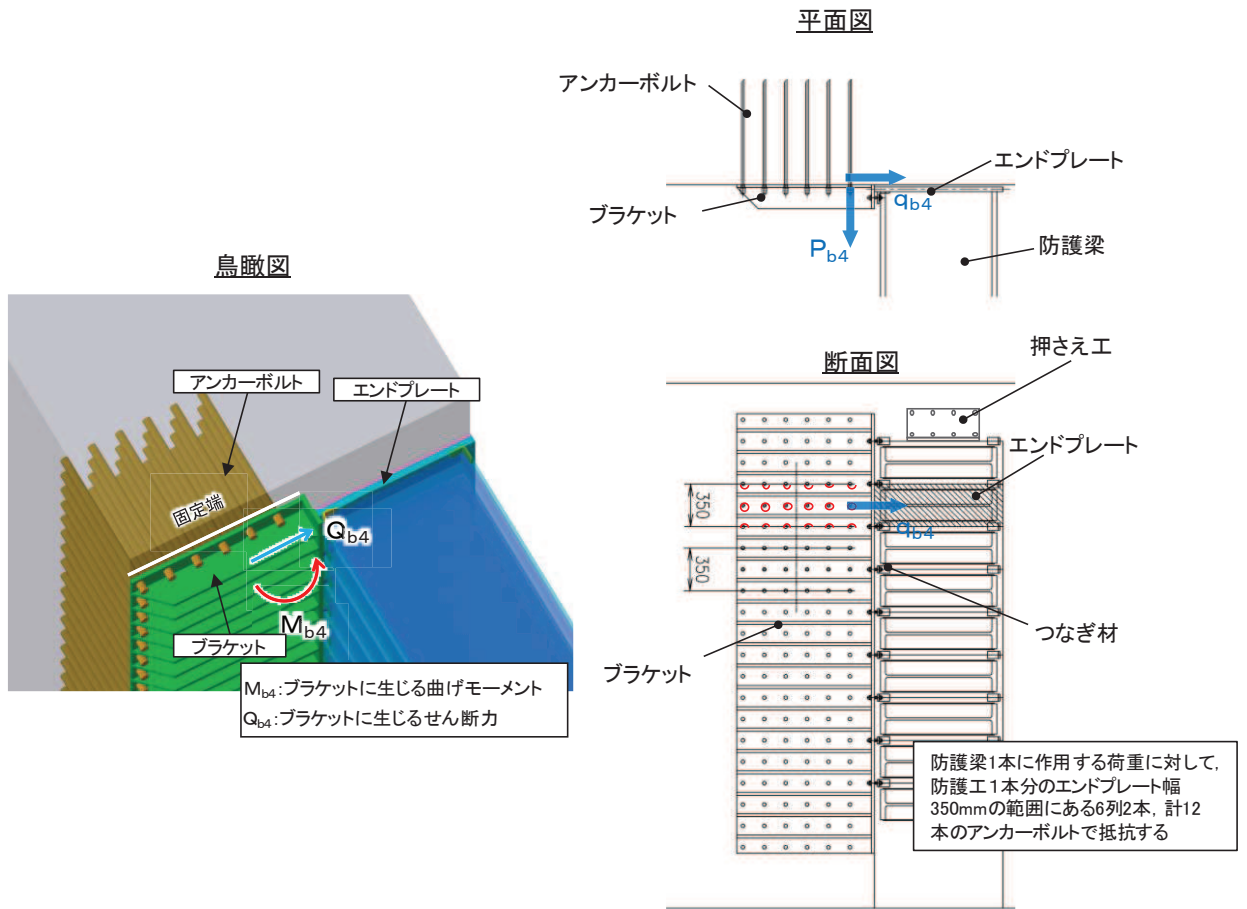 平面図
アンカーボルト
エンドプレート
ブラケット
qb4
Pb4
防護梁
鳥瞰図
アンカーボルト
エンドプレート
固定端
Qb4
Mb4
ブラケット
Mb4:ブラケットに生じる曲げモーメント
Qb4:ブラケットに生じるせん断力
断面図
押さえ工
エンドプレート
350
qb4
350
つなぎ材
ブラケット
防護梁1本に作用する荷重に対して,
防護工1本分のエンドプレート幅
350mmの範囲にある6列2本, 計12
本のアンカーボルトで抵抗する